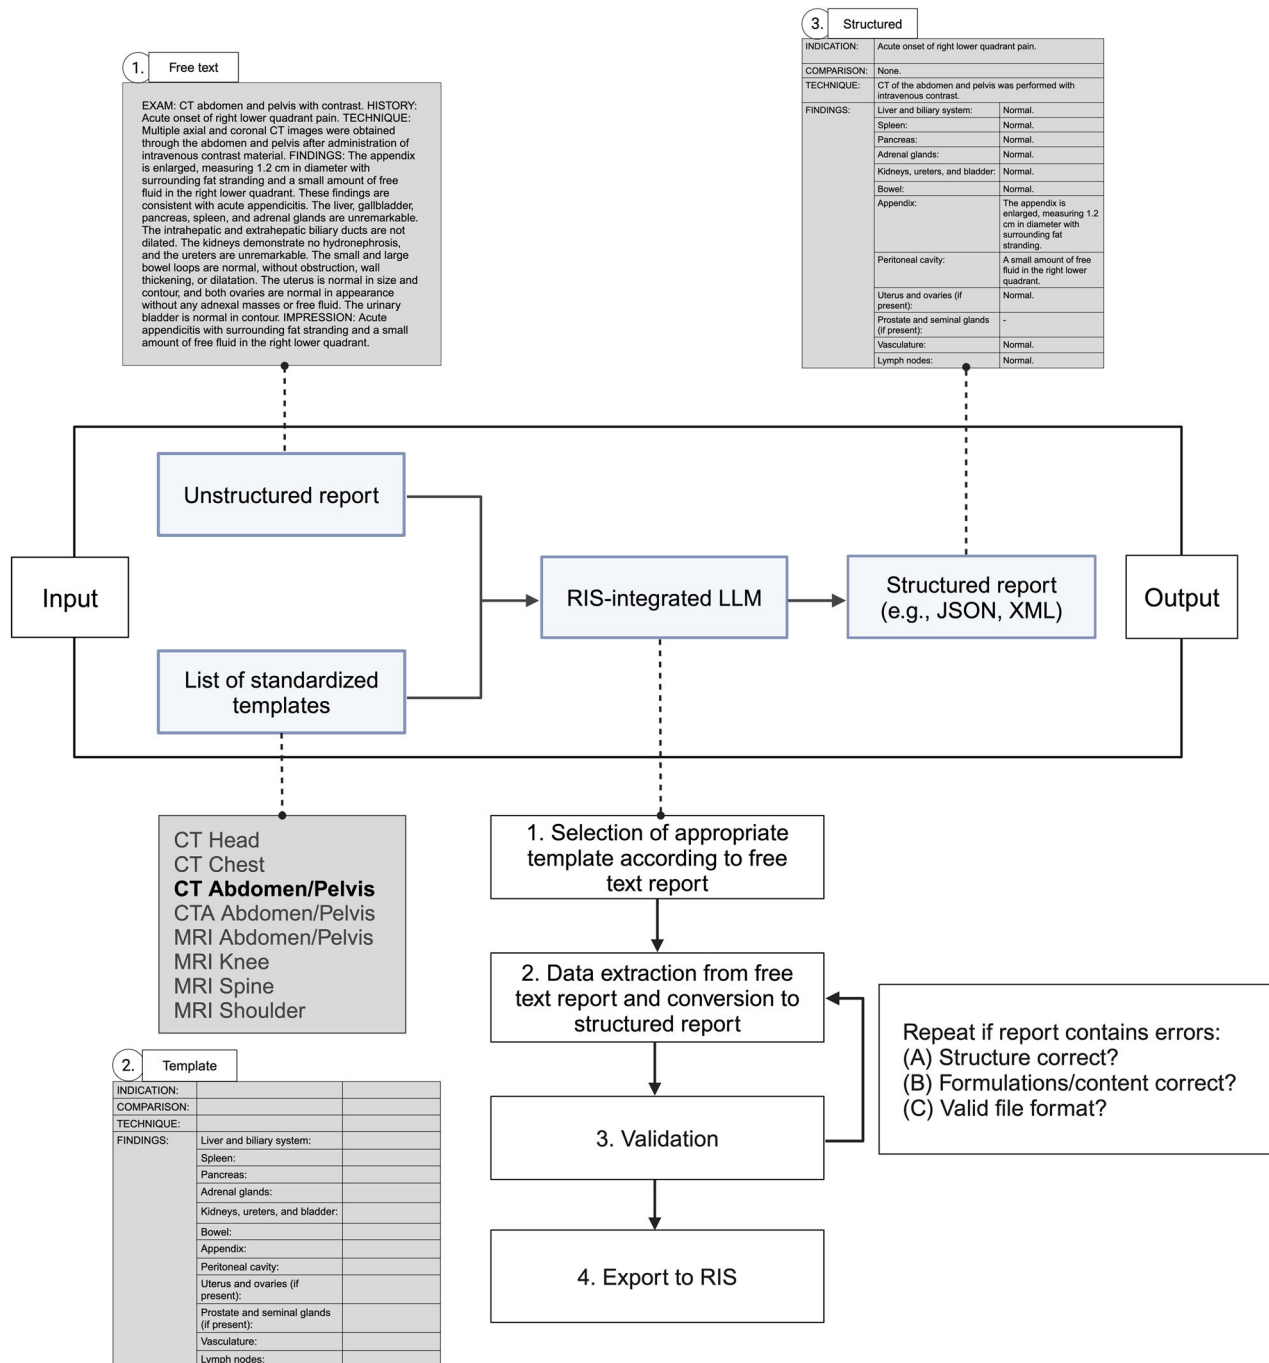 1.
Free text
EXAM: CT abdomen and pelvis with contrast. HISTORY:
Acute onset of right lower quadrant pain. TECHNIQUE:
Multiple axial and coronal CT images were obtained
through the abdomen and pelvis after administration of
intravenous contrast material. FINDINGS: The appendix
is enlarged, measuring 1.2 cm in diameter with
surrounding fat stranding and a small amount of free
fluid in the right lower quadrant. These findings are
consistent with acute appendicitis. The liver, gallbladder,
pancreas, spleen, and adrenal glands are unremarkable.
The intrahepatic and extrahepatic biliary ducts are not
dilated. The kidneys demonstrate no hydronephrosis,
and the ureters are unremarkable. The small and large
bowel loops are normal, without obstruction, wall
thickening, or dilatation. The uterus is normal in size and
contour, and both ovaries are normal in appearance
without any adnexal masses or free fluid. The urinary
bladder is normal in contour. IMPRESSION: Acute
appendicitis with surrounding fat stranding and a small
amount of free fluid in the right lower quadrant.
3.
Structured
INDICATION: Acute onset of right lower quadrant pain.
COMPARISON: None.
TECHNIQUE: CT of the abdomen and pelvis was performed with
intravenous contrast.
FINDINGS: Liver and biliary system: Normal.
Spleen: Normal.
Pancreas: Normal.
Adrenal glands: Normal.
Kidneys, ureters, and bladder: Normal.
Bowel: Normal.
Appendix: The appendix is
enlarged, measuring 1.2
cm in diameter with
surrounding fat
stranding.
Peritoneal cavity: A small amount of free
fluid in the right lower
quadrant.
Uterus and ovaries (if Normal.
present):
Prostate and seminal glands -
(if present):
Vasculature: Normal.
Lymph nodes: Normal.
Input
Unstructured report
List of standardized
templates
RIS-integrated LLM
Structured report
(e.g., JSON, XML)
Output
CT Head
CT Chest
CT Abdomen/Pelvis
CTA Abdomen/Pelvis
MRI Abdomen/Pelvis
MRI Knee
MRI Spine
MRI Shoulder
2.
Template
INDICATION:
COMPARISON:
TECHNIQUE:
FINDINGS: Liver and biliary system:
Spleen:
Pancreas:
Adrenal glands:
Kidneys, ureters, and bladder:
Bowel:
Appendix:
Peritoneal cavity:
Uterus and ovaries (if
present):
Prostate and seminal glands
(if present):
Vasculature:
Lymph nodes:
1. Selection of appropriate
template according to free
text report
2. Data extraction from free
text report and conversion to
structured report
3. Validation
4. Export to RIS
Repeat if report contains errors:
(A) Structure correct?
(B) Formulations/content correct?
(C) Valid file format?